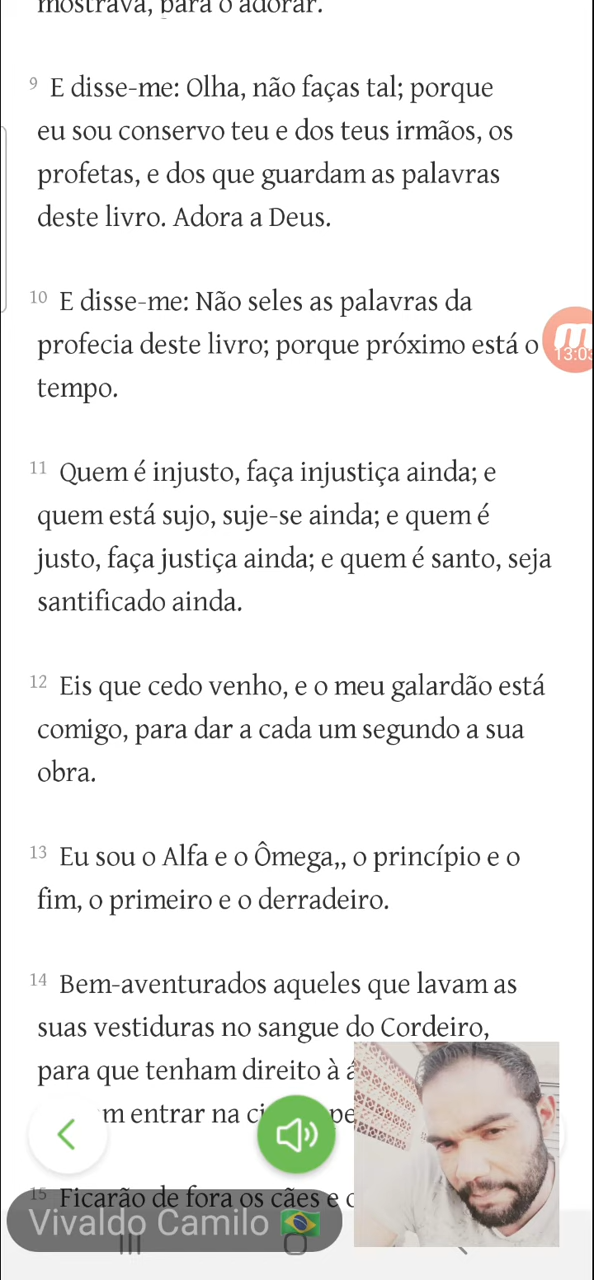 mostrava, para o adorar.
9 E disse-me: Olha, não faças tal; porque
eu sou conservo teu e dos teus irmãos, os
profetas, e dos que guardam as palavras
deste livro. Adora a Deus.
10 E disse-me: Não seles as palavras da
profecia deste livro; porque próximo está o
tempo.
13:03
11 Quem é injusto, faça injustiça ainda; e
quem está sujo, suje-se ainda; e quem é
justo, faça justiça ainda; e quem é santo, seja
santificado ainda.
12 Eis que cedo venho, e o meu galardão está
comigo, para dar a cada um segundo a sua
obra.
13 Eu sou o Alfa e o Ômega,, o princípio e o
fim, o primeiro e o derradeiro.
14 Bem-aventurados aqueles que lavam as
suas vestiduras no sangue do Cordeiro,
para que tenham direito à
entrar na
15 Ficarão de fora os cães e
Vivaldo Camilo